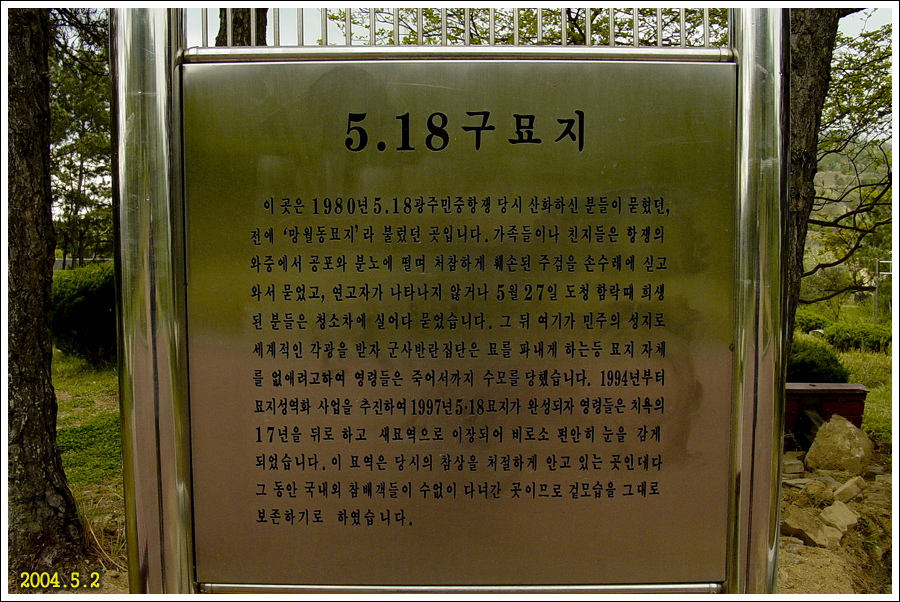 5.18구묘지
이 곳은 1980년 5.18광주민중항쟁 당시 산화하신 분들이 묻혔던,
전에 '망월동묘지'라 불렀던 곳입니다. 가족들이나 친지들은 항쟁의
와중에서 공포와 분노에 떨며 처참하게 훼손된 주검을 손수레에 싣고
와서 묻었고, 연고자가 나타나지 않거나 5월 27일 도청 함락때 희생
된 분들은 청소차에 실어다 묻었습니다. 그 뒤 여기가 민주의 성지로
세계적인 각광을 받자 군사반란집단은 묘를 파내게 하는등 묘지 자체
를 없애려고하여 영령들은 죽어서까지 수모를 당했습니다. 1994년부터
묘지성역화 사업을 추진하여 1997년 5·18묘지가 완성되자 영령들은 치욕의
17년을 뒤로 하고 새묘역으로 이장되어 비로소 편안히 눈을 감게
되었습니다. 이 묘역은 당시의 참상을 처절하게 안고 있는 곳인데다
그 동안 국내외 참배객들이 수없이 다녀간 곳이므로 겉모습을 그대로
보존하기로 하였습니다.
2004.5.2